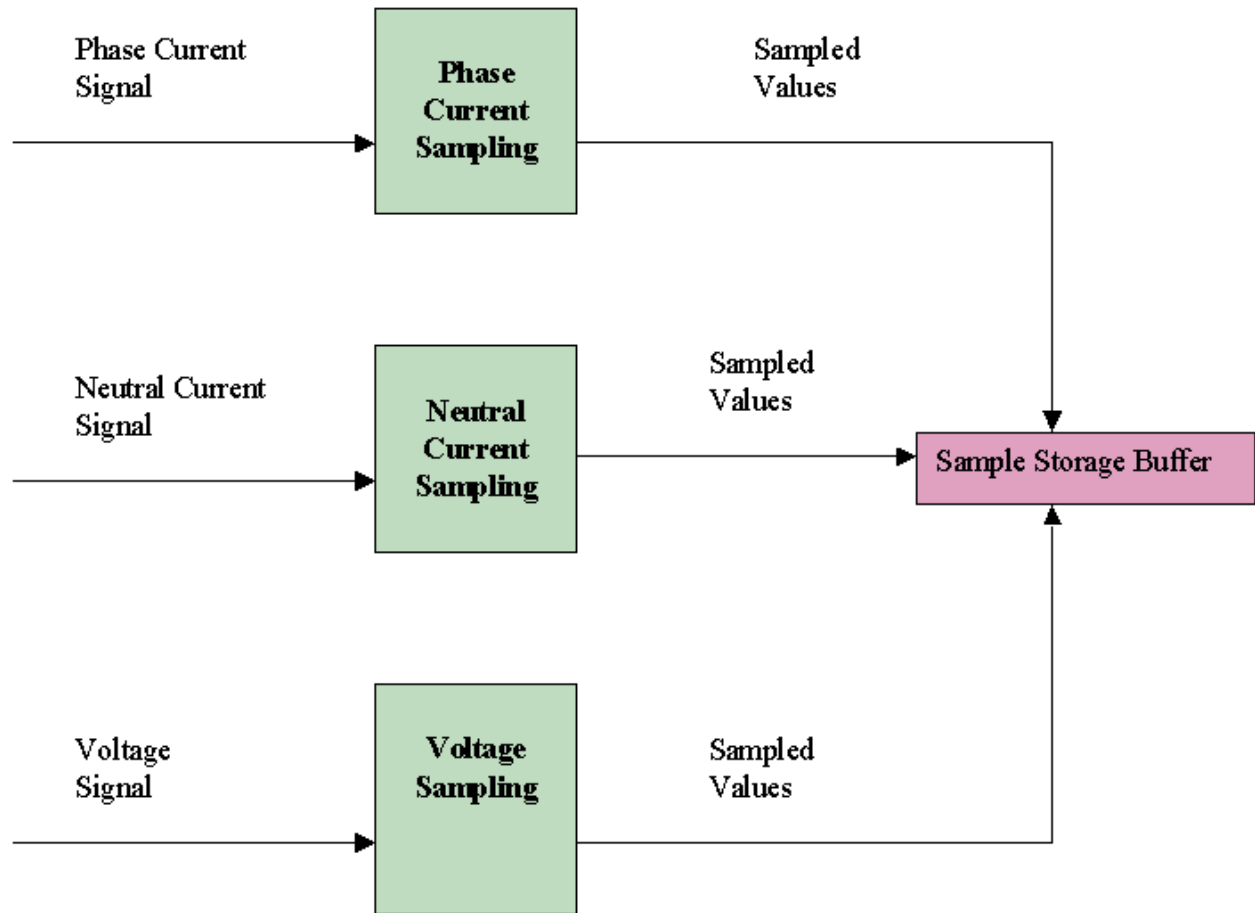 Phase Current
Signal
Phase
Current
Sampling
Sampled
Values
Neutral Current
Signal
Neutral
Current
Sampling
Sampled
Values
Sample Storage Buffer
Voltage
Signal
Voltage
Sampling
Sampled
Values